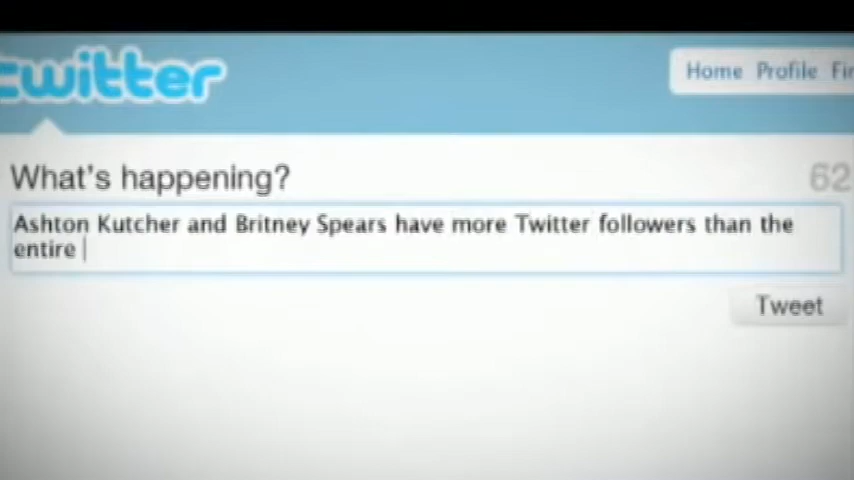 twitter
Home Profile Fin
What's happening?
62
Ashton Kutcher and Britney Spears have more Twitter followers than the
entire
Tweet